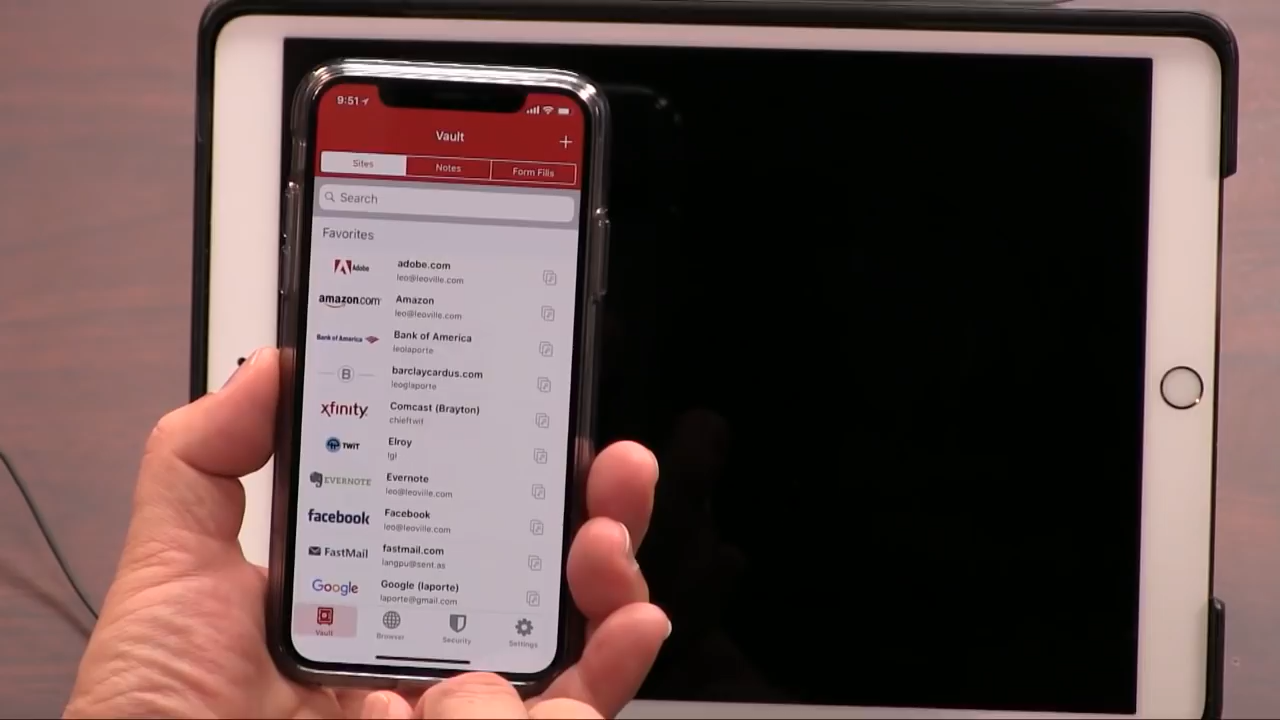 9:51
Vault
+
Sites Notes Form Fills
Search
Favorites
Adobe adobe.com
leo@leoville.com
amazon.com Amazon
leo@leoville.com
Bank of America Bank of America
leolaporte
B barclaycardus.com
leoglaporte
xfinity Comcast (Brayton)
chieftwit
TWiT Elroy
lgl
EVERNOTE Evernote
leo@leoville.com
facebook Facebook
leo@leoville.com
FastMail fastmail.com
langpu@sent.as
Google Google (laporte)
laporte@gmail.com
Vault Browser Security Settings